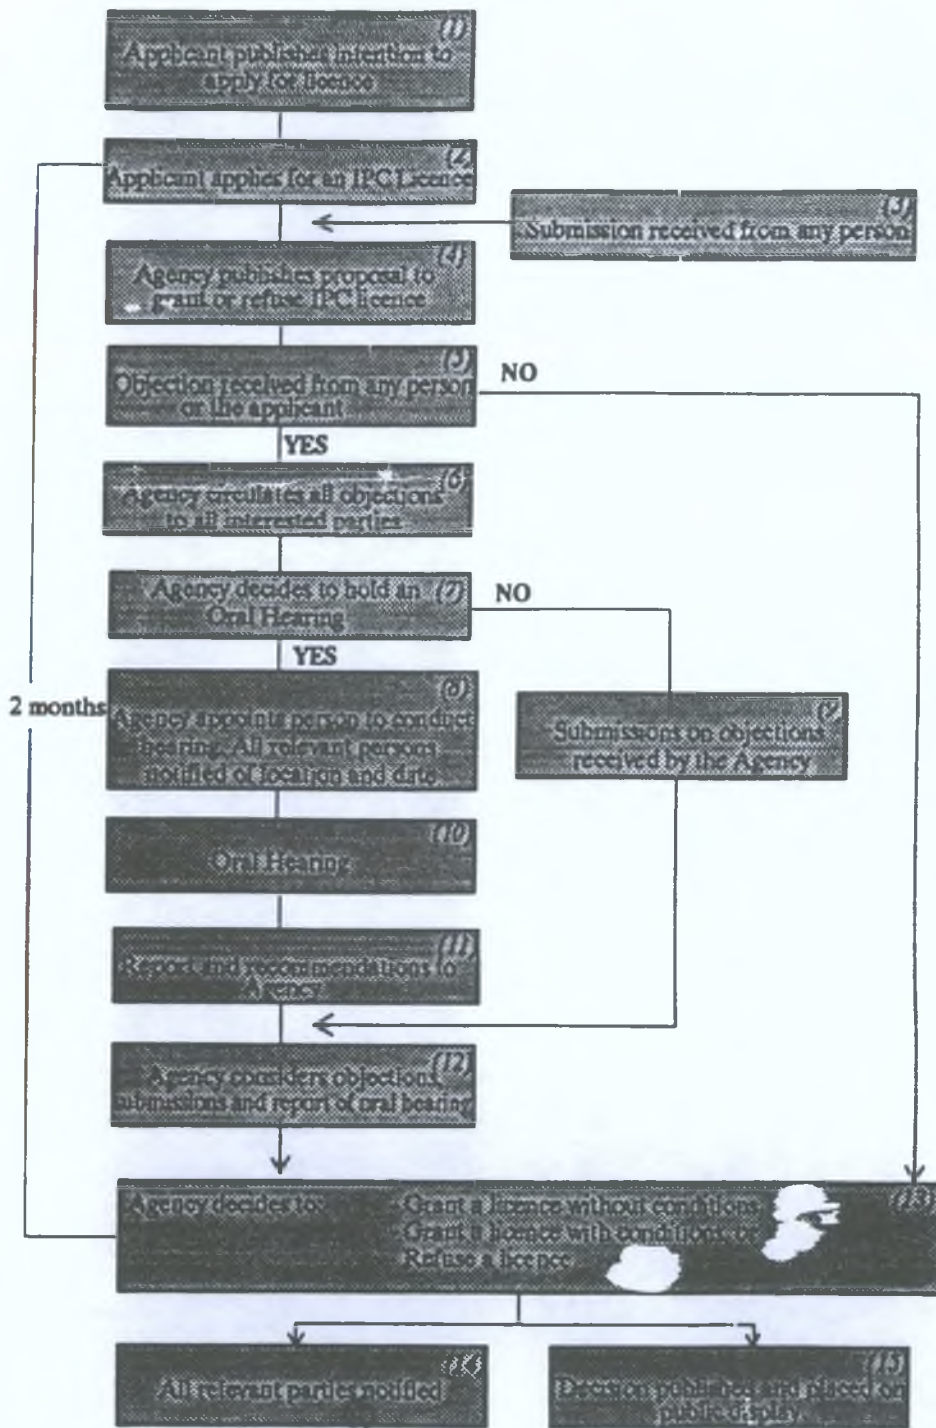 (1)
Applicant publishes intention to
apply for licence
(2)
Applicant applies for an IPC Licence
(3)
Submission received from any person
(4)
Agency publishes proposal to
grant or refuse IPC licence
(5)
Objection received from any person
or the applicant
NO
YES
(6)
Agency circulates all objections
to all interested parties
Agency decides to hold an (7)
Oral Hearing
NO
YES
2 months
(8)
Agency appoints person to conduct
hearing. All relevant persons
notified of location and date
(9
Submissions on objections
received by the Agency
(10)
Oral Hearing
(11)
Report and recommendations to
Agency
(12)
Agency considers objections,
submissions and report of oral hearing
(13)
Agency decides to: - Grant a licence without conditions
Grant a licence with conditions, or
Refuse a licence
(14)
All relevant parties notified
(15)
Decision published and placed on
public display